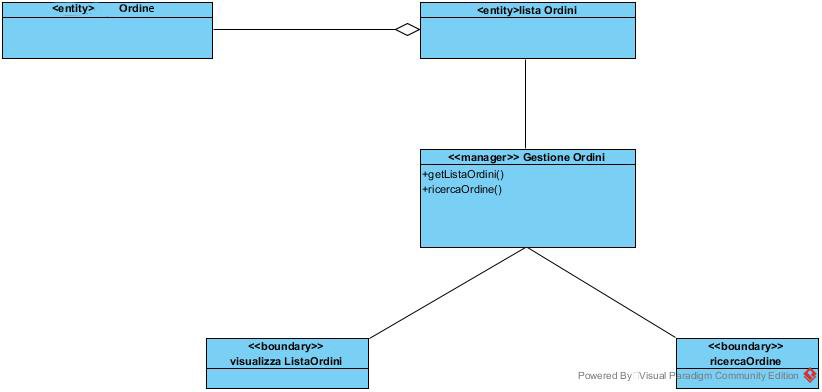 <entity> Ordine
<entity>lista Ordini
<<manager>> Gestione Ordini
+getListaOrdini()
+ricercaOrdine()
<<boundary>>
visualizza ListaOrdini
<<boundary>>
ricercaOrdine
Powered By Visual Paradigm Community Edition